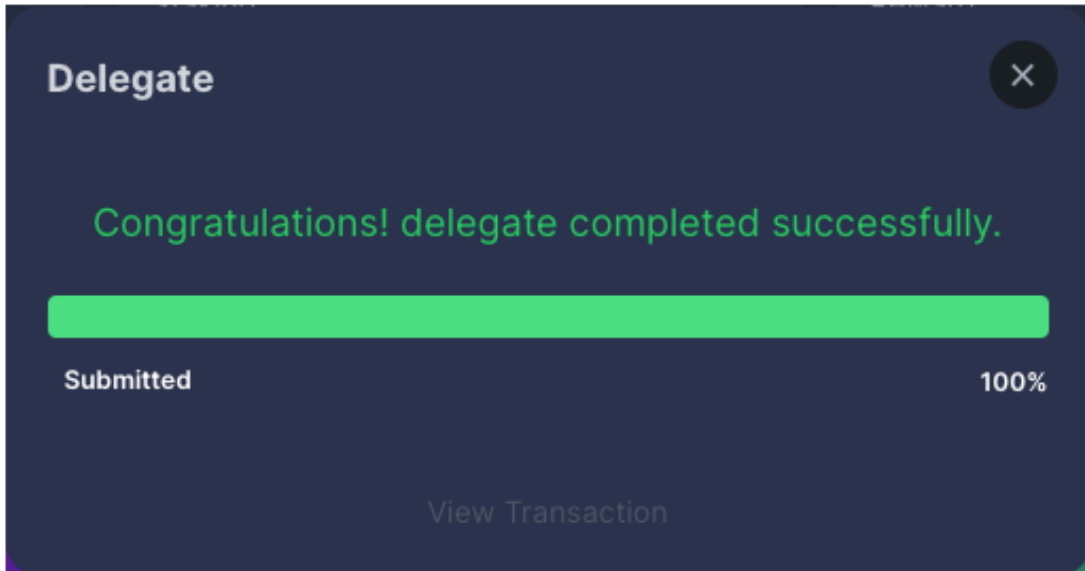 Delegate
Congratulations! delegate completed successfully.
Submitted
100%
View Transaction